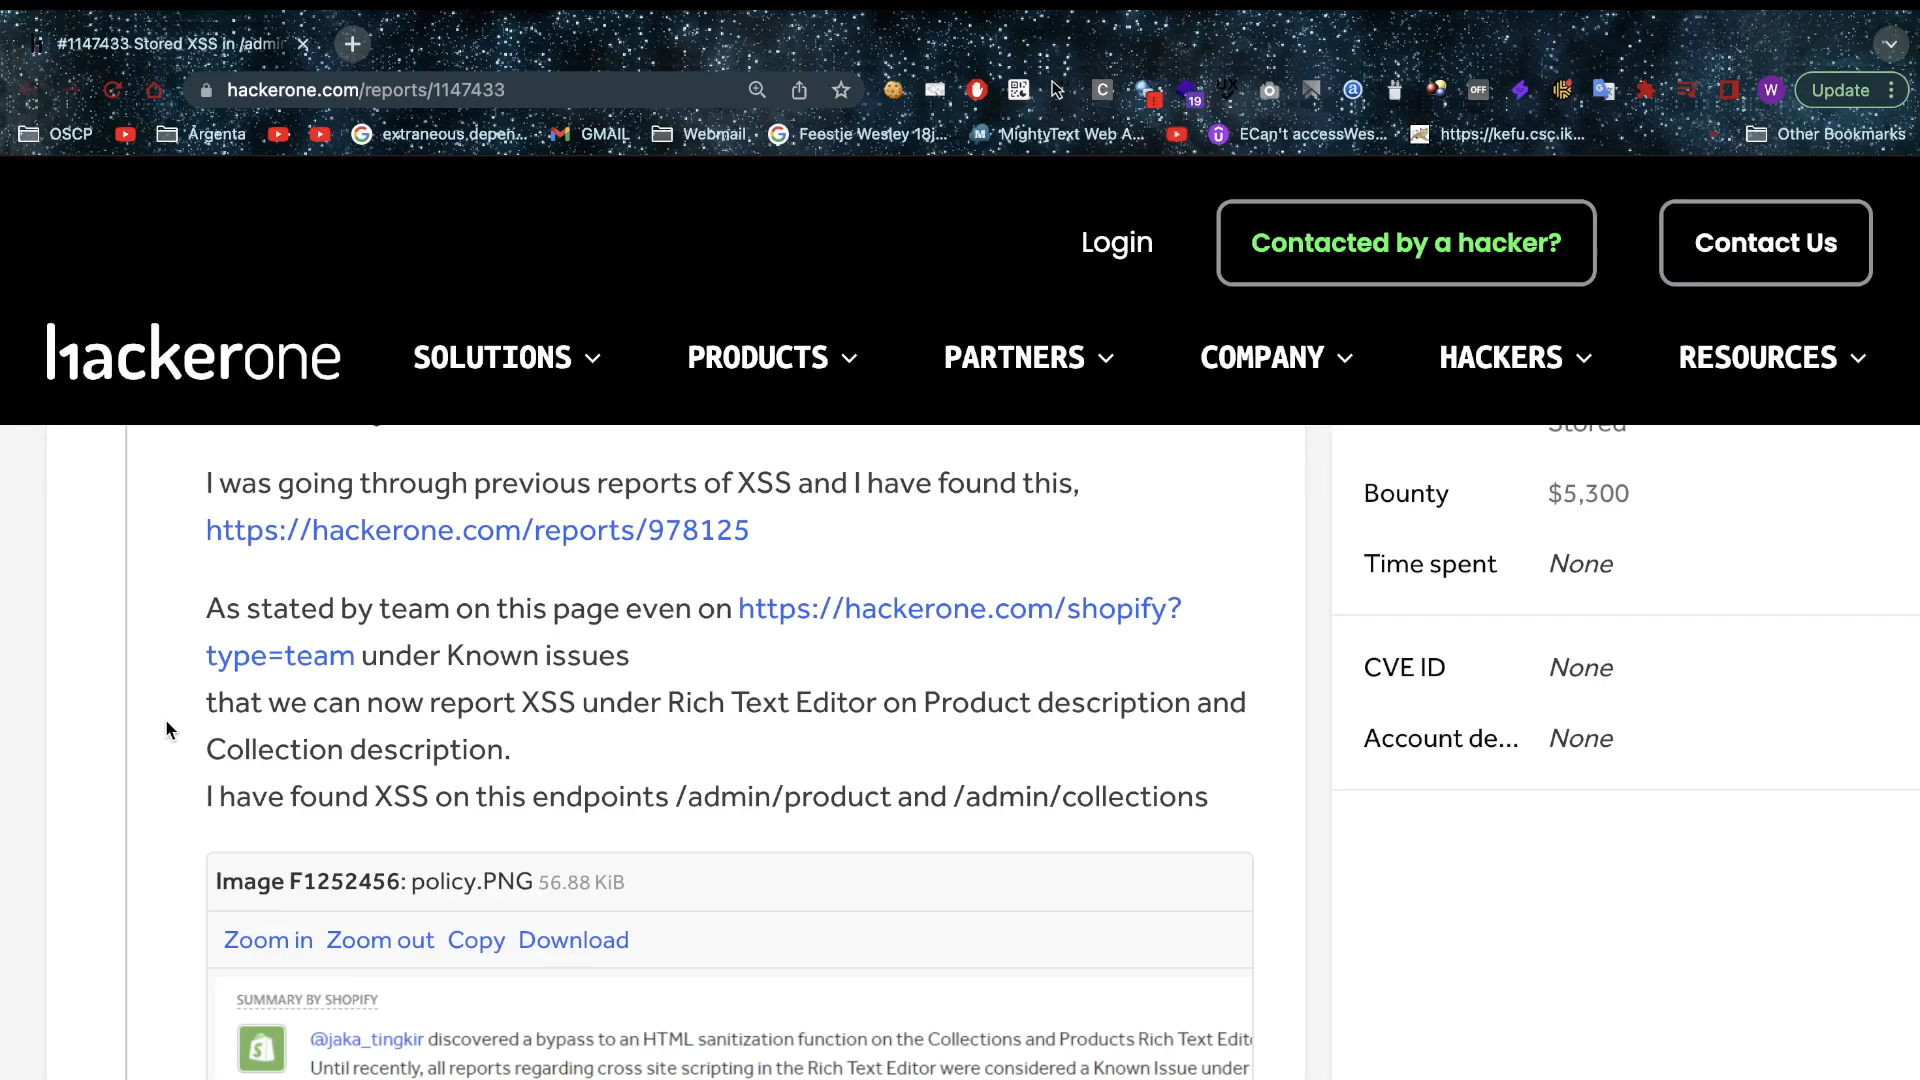 #1147433 Stored XSS in /admin
hackerone.com/reports/1147433
C
19
OFF
W
Update
OSCP
Argenta
extraneous.depen...
GMAIL
Webmail
Feestje Wesley 18j...
MightyText Web A...
ECan't accessWes...
https://kefu.csc.ik...
Other Bookmarks
Login
Contacted by a hacker?
Contact Us
hackerone
SOLUTIONS
PRODUCTS
PARTNERS
COMPANY
HACKERS
RESOURCES
Stored
I was going through previous reports of XSS and I have found this,
https://hackerone.com/reports/978125
As stated by team on this page even on https://hackerone.com/shopify?
type=team under Known issues
that we can now report XSS under Rich Text Editor on Product description and
Collection description.
I have found XSS on this endpoints /admin/product and /admin/collections
Image F1252456: policy.PNG 56.88 KiB
Zoom in Zoom out Copy Download
SUMMARY BY SHOPIFY
@jaka_tingkir discovered a bypass to an HTML sanitization function on the Collections and Products Rich Text
Until recently, all reports regarding cross site scripting in the Rich Text Editor were considered a Known Issue under
Bounty
$5,300
Time spent
None
CVE ID
None
Account de...
None